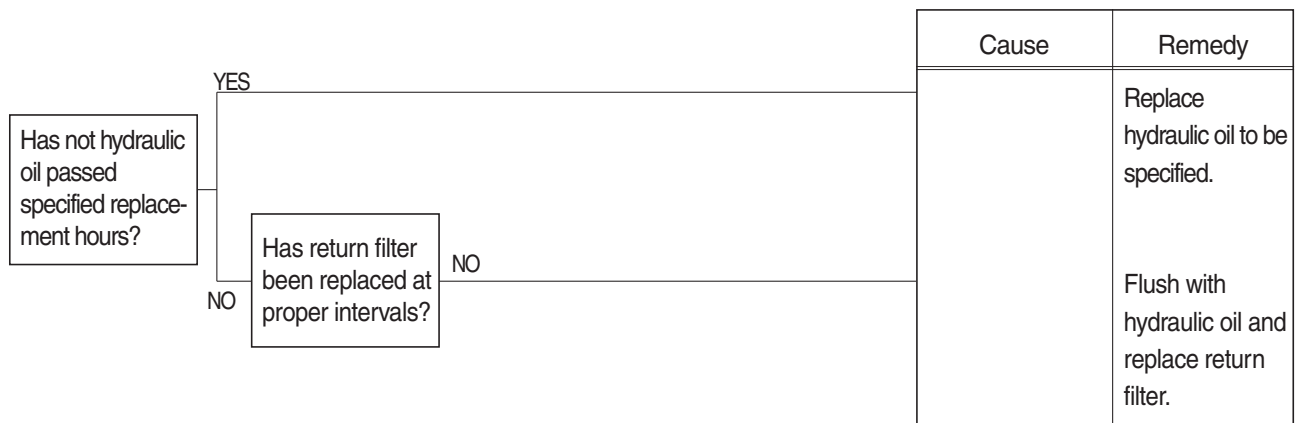 Cause
Remedy
YES
Replace
hydraulic oil to be
specified.
Has not hydraulic
oil passed
specified replace-
ment hours?
NO
Has return filter
been replaced at
proper intervals?
NO
Flush with
hydraulic oil and
replace return
filter.